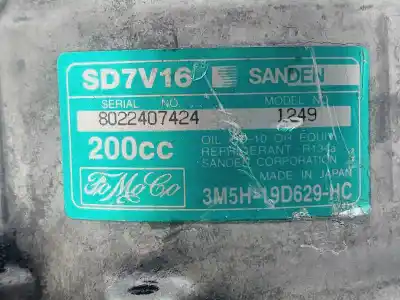 SD7V16 SANDEN
SERIAL NO. MODEL NO.
8022407424 1249
200cc
OIL -10 OR EQUIV.
REFRIGERANT R134a
SANDEN CORPORATION
MADE IN JAPAN
FoMoCo 3M5H-19D629-HC